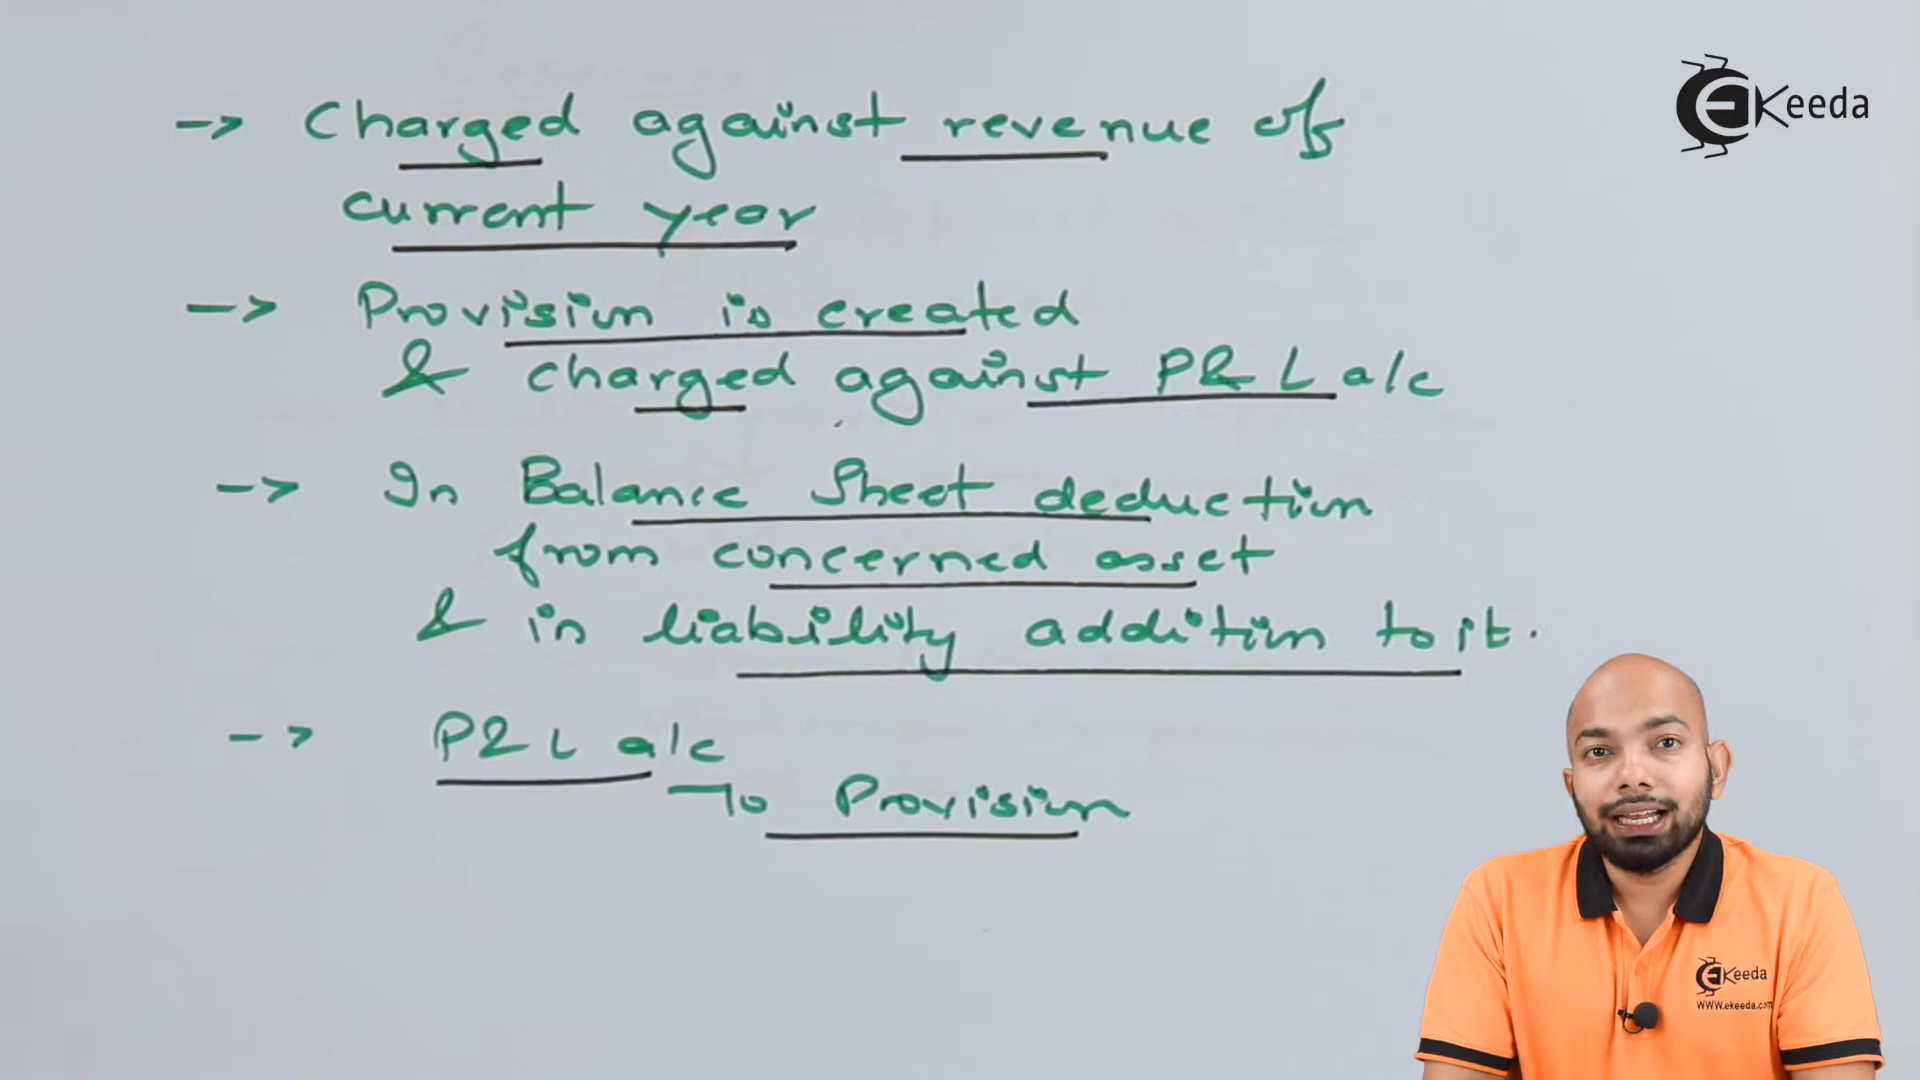 -> Charged against revenue of
current year
-> Provision is created
& charged against P&L a/c
-> In Balance Sheet deduction
from concerned asset
& in liability addition to it.
-> P&L a/c
To Provision
EKeeda
EKeeda
www.ekeeda.com